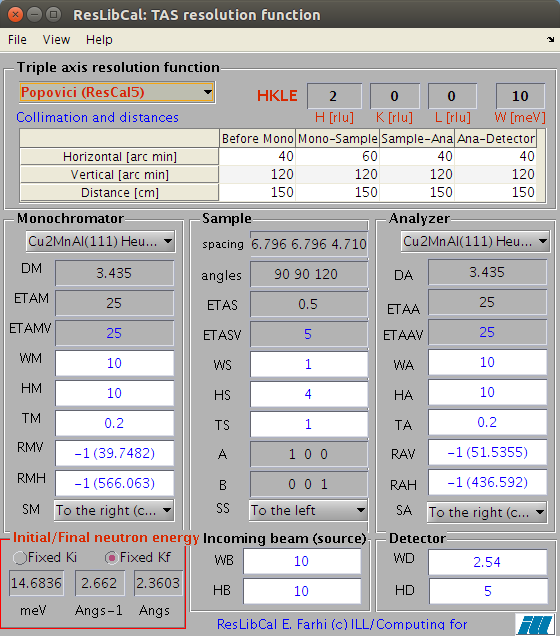 ResLibCal: TAS resolution function
File View Help
Triple axis resolution function
Popovici (ResCal5) HKLE 2 0 0 10
H [rlu] K [rlu] L [rlu] W [meV]
Collimation and distances
Before Mono Mono-Sample Sample-Ana Ana-Detector
Horizontal [arc min] 40 60 40 40
Vertical [arc min] 120 120 120 120
Distance [cm] 150 150 150 150
Monochromator
Cu2MnAl(111) Heu...
DM 3.435
ETAM 25
ETAMV 25
WM 10
HM 10
TM 0.2
RMV -1 (39.7482)
RMH -1 (566.063)
SM To the right (c...
Sample
spacing 6.796 6.796 4.710
angles 90 90 120
ETAS 0.5
ETASV 5
WS 1
HS 4
TS 1
A 1 0 0
B 0 0 1
SS To the left
Analyzer
Cu2MnAl(111) Heu...
DA 3.435
ETAA 25
ETAAV 25
WA 10
HA 10
TA 0.2
RAV -1 (51.5355)
RAH -1 (436.592)
SA To the right (c...
Initial/Final neutron energy
Fixed Ki Fixed Kf
14.6836 2.662 2.3603
meV Angs-1 Angs
Incoming beam (source)
WB 10
HB 10
Detector
WD 2.54
HD 5
ResLibCal E. Farhi (c) ILL/Computing for
ill